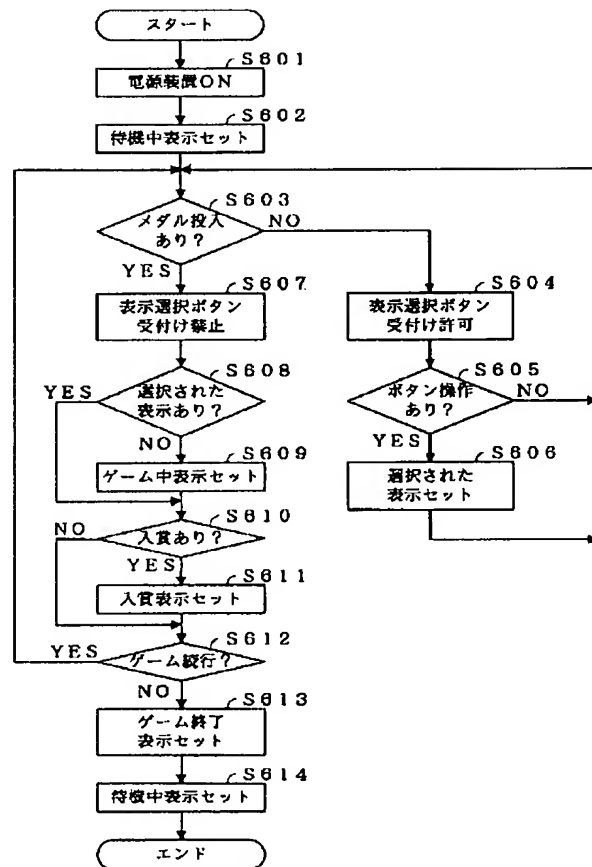 スタート
S601
電源装置ON
S602
待機中表示セット
S603
メダル投入
あり?
NO
YES
S607
表示選択ボタン
受付け禁止
S604
表示選択ボタン
受付け許可
S608
YES
選択された
表示あり?
NO
S605
ボタン操作
あり?
NO
YES
S609
ゲーム中表示セット
S606
選択された
表示セット
S610
NO
入賞あり?
YES
S611
入賞表示セット
S612
YES
ゲーム続行?
NO
S613
ゲーム終了
表示セット
S614
待機中表示セット
エンド